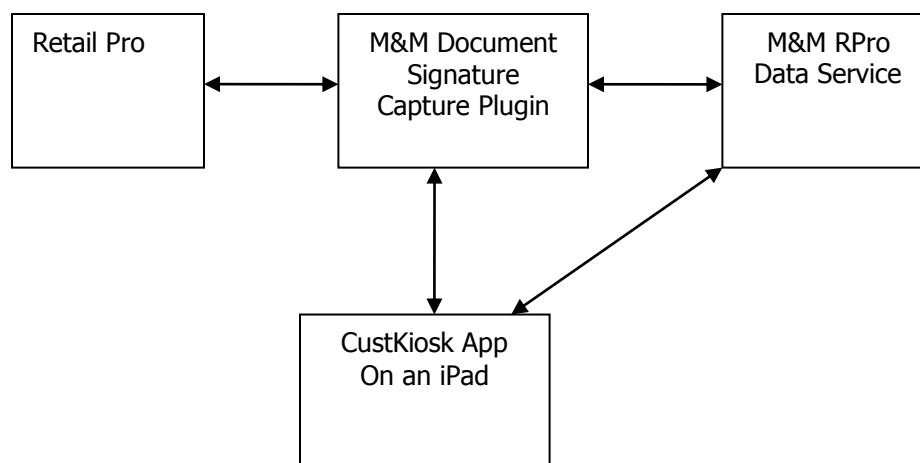 Retail Pro
M&M Document
Signature
Capture Plugin
M&M RPro
Data Service
CustKiosk App
On an iPad